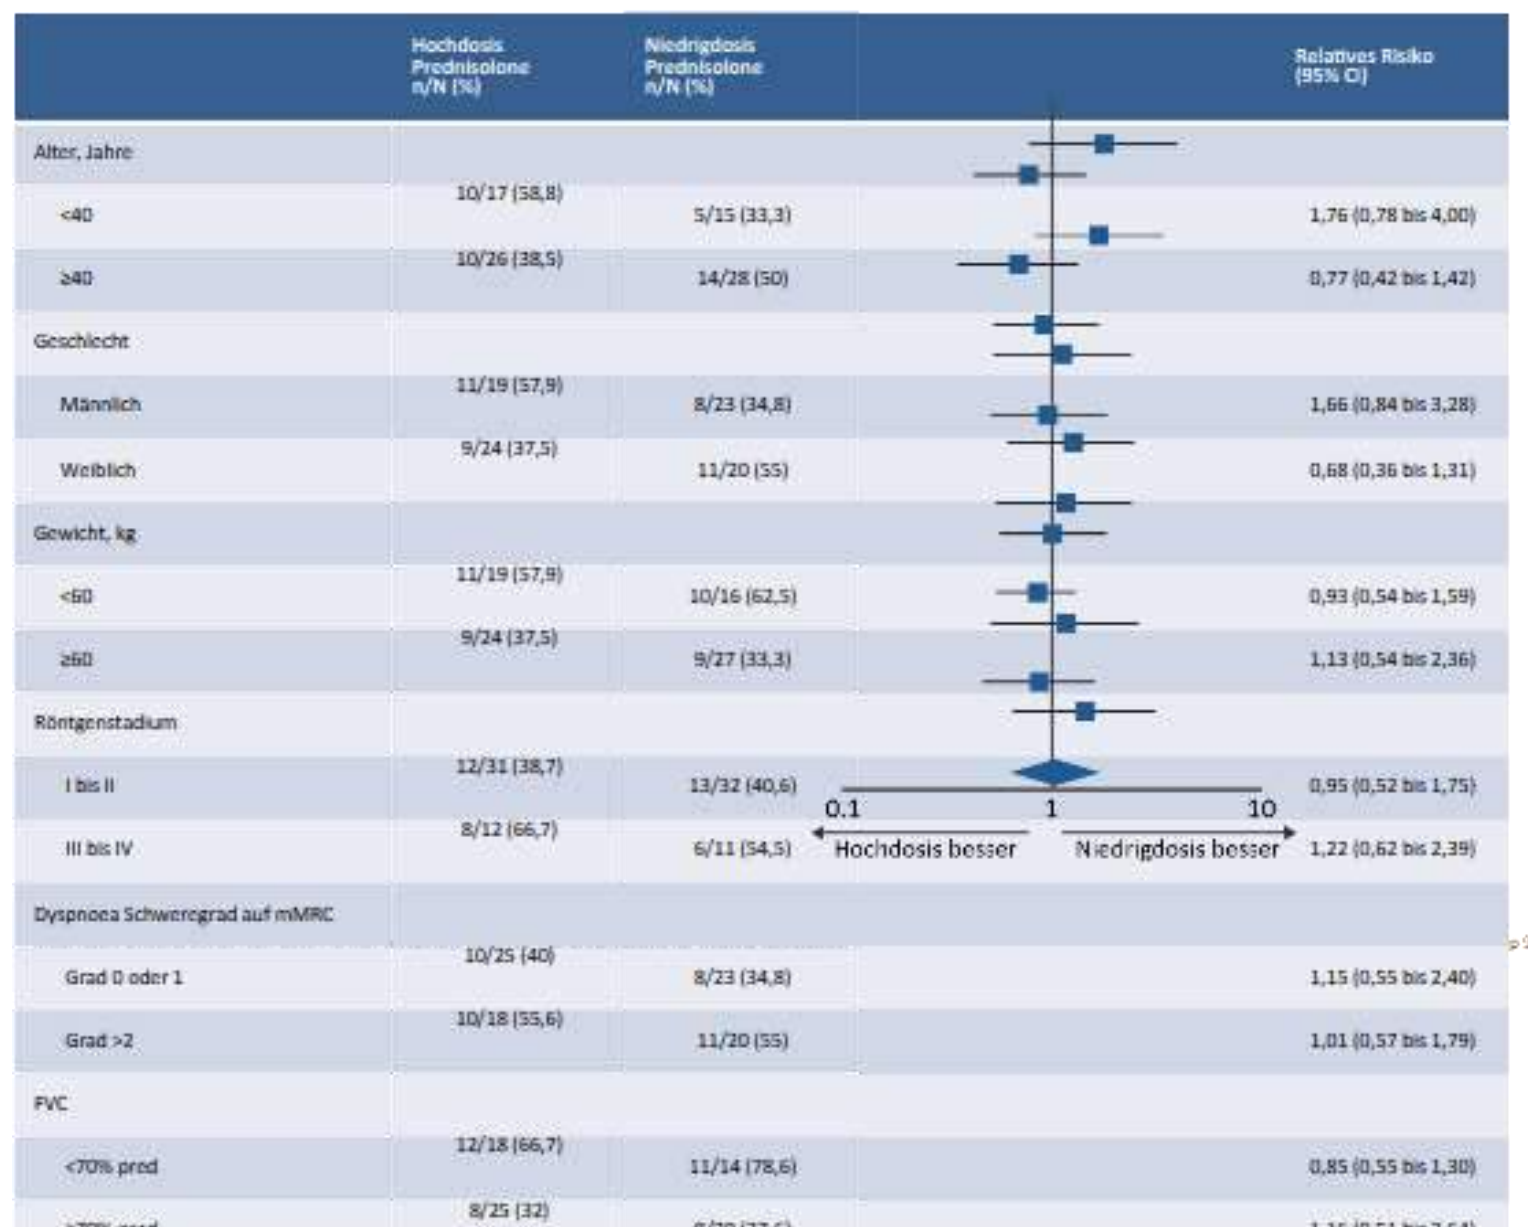 Hochdosis
Prednisolone
n/N (%)
Niedrigdosis
Prednisolone
n/N (%)
Relatives Risiko
(95% CI)
Alter, Jahre
<40 10/17 (58,8) 5/15 (33,3) 1,76 (0,78 bis 4,00)
≥40 10/26 (38,5) 14/28 (50) 0,77 (0,42 bis 1,42)
Geschlecht
Männlich 11/19 (57,9) 8/23 (34,8) 1,66 (0,84 bis 3,28)
Weiblich 9/24 (37,5) 11/20 (55) 0,68 (0,36 bis 1,31)
Gewicht, kg
<60 11/19 (57,9) 10/16 (62,5) 0,93 (0,54 bis 1,59)
≥60 9/24 (37,5) 9/27 (33,3) 1,13 (0,54 bis 2,36)
Röntgenstadium
I bis II 12/31 (38,7) 13/32 (40,6) 0,95 (0,52 bis 1,75)
0.1 1 10
III bis IV 8/12 (66,7) 6/11 (54,5) Hochdosis besser Niedrigdosis besser 1,22 (0,62 bis 2,39)
Dyspnoea Schweregrad auf mMRC
Grad 0 oder 1 10/25 (40) 8/23 (34,8) 1,15 (0,55 bis 2,40)
Grad >2 10/18 (55,6) 11/20 (55) 1,01 (0,57 bis 1,79)
FVC
<70% pred 12/18 (66,7) 11/14 (78,6) 0,85 (0,55 bis 1,30)
8/25 (32)